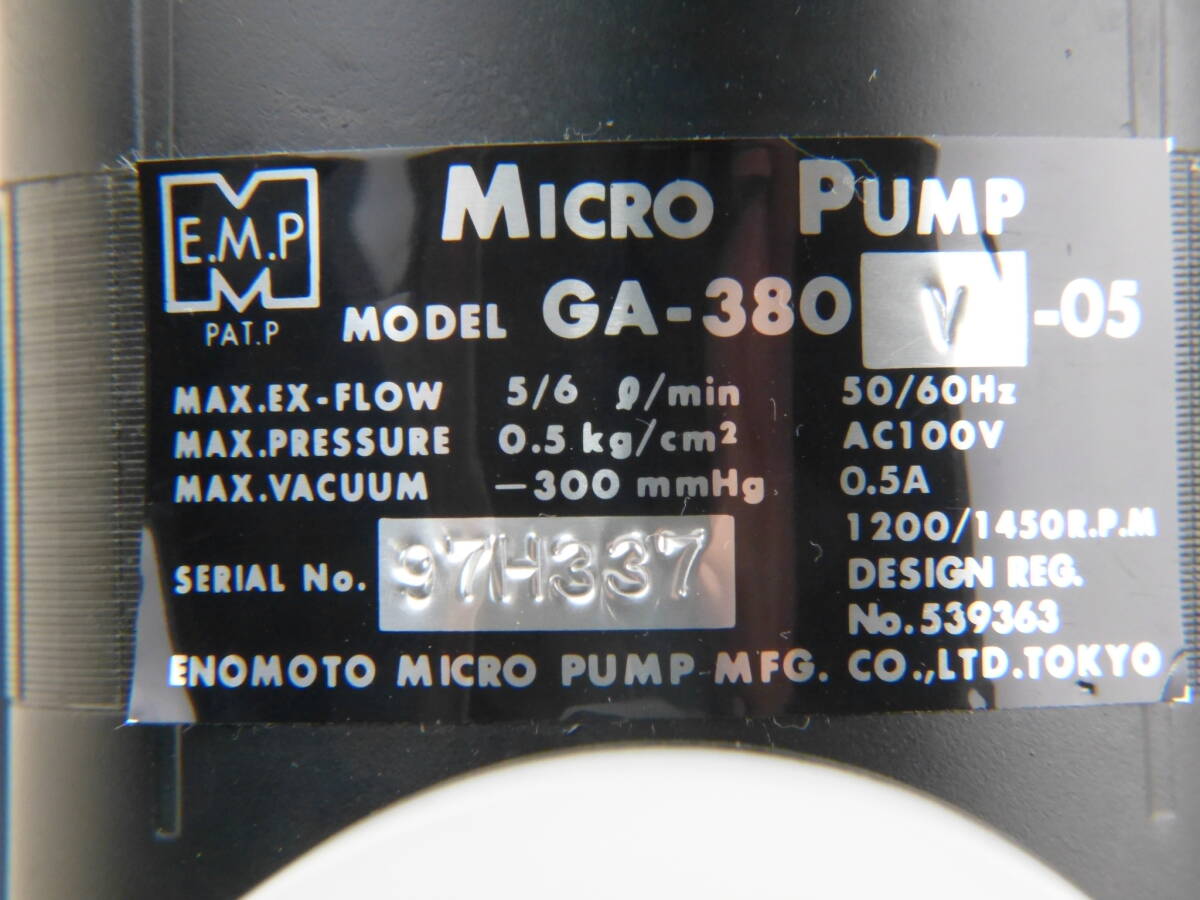 E.M.P
PAT.P
MICRO PUMP
MODEL GA-380 V -05
MAX.EX-FLOW 5/6 ℓ/min 50/60Hz
MAX.PRESSURE 0.5 kg/cm² AC100V
MAX.VACUUM −300 mmHg 0.5A
1200/1450R.P.M
SERIAL No. 97H337 DESIGN REG.
No.539363
ENOMOTO MICRO PUMP MFG. CO.,LTD.TOKYO